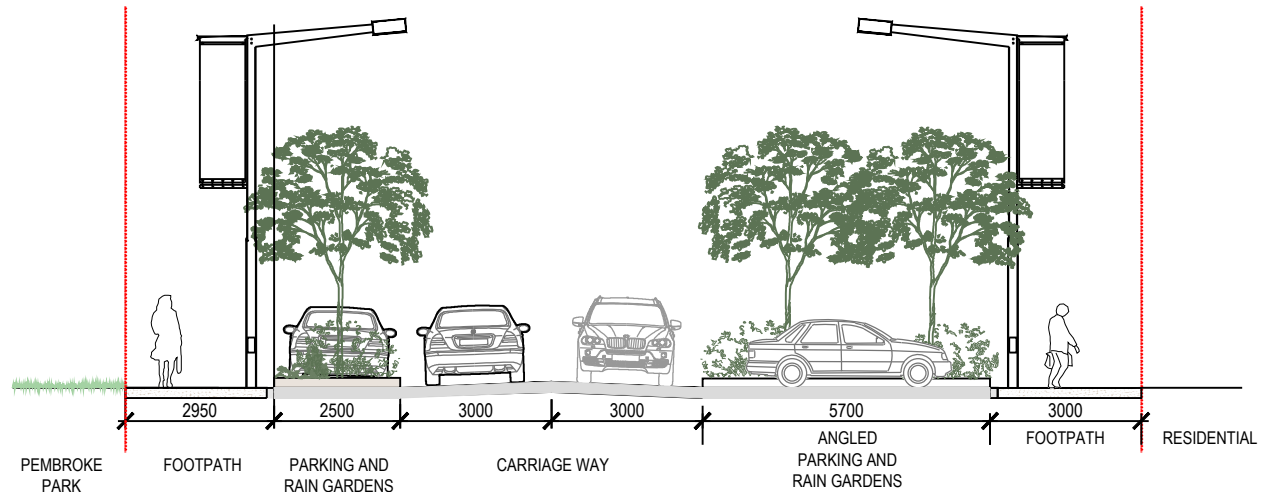 2950
2500
3000
3000
5700
3000
PEMBROKE
PARK
FOOTPATH
PARKING AND
RAIN GARDENS
CARRIAGE WAY
ANGLED
PARKING AND
RAIN GARDENS
FOOTPATH
RESIDENTIAL